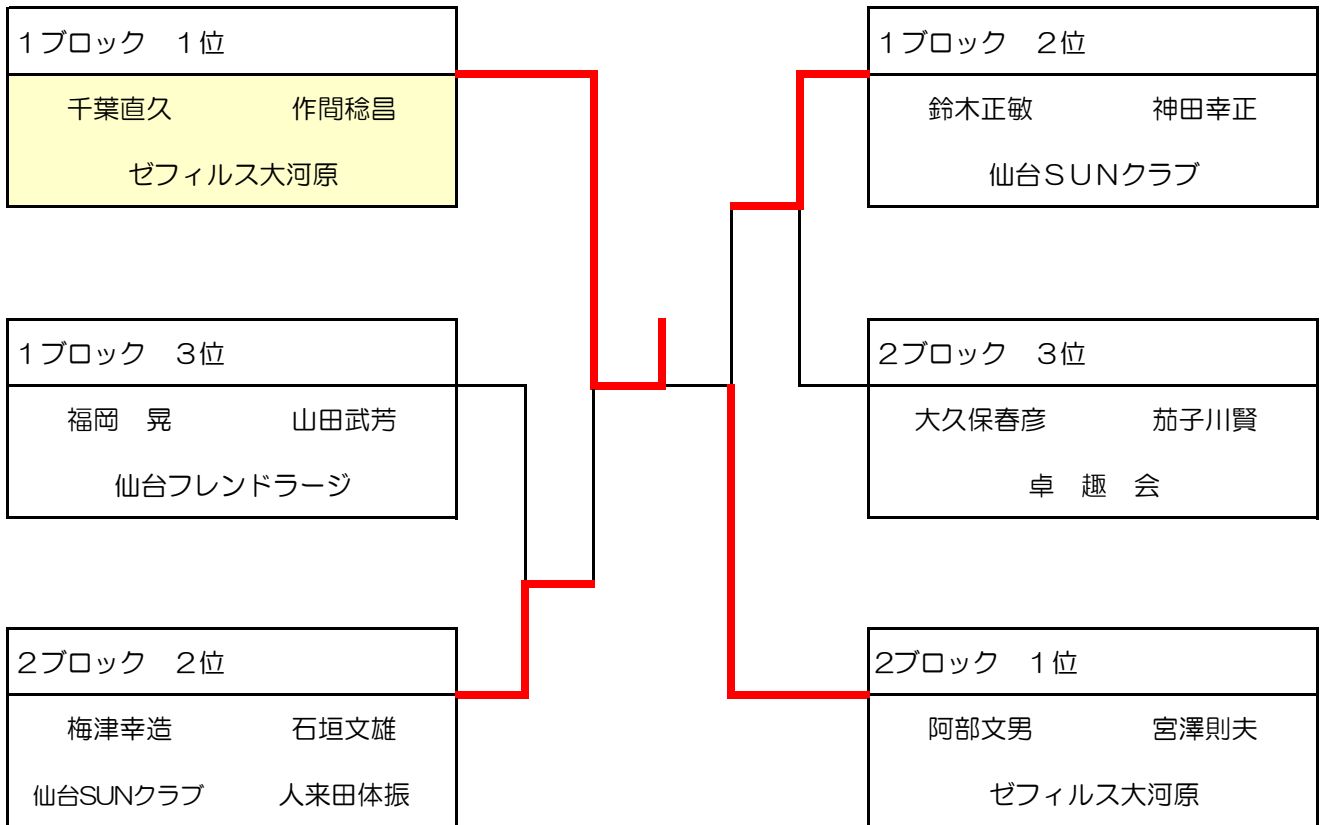 1ブロック　1位
千葉直久　作間稔昌
ゼフィルス大河原
1ブロック　3位
福岡　晃　山田武芳
仙台フレンドラージ
2ブロック　2位
梅津幸造　石垣文雄
仙台SUNクラブ　人来田体振
1ブロック　2位
鈴木正敏　神田幸正
仙台ＳＵＮクラブ
2ブロック　3位
大久保春彦　茄子川賢
卓　趣　会
2ブロック　1位
阿部文男　宮澤則夫
ゼフィルス大河原